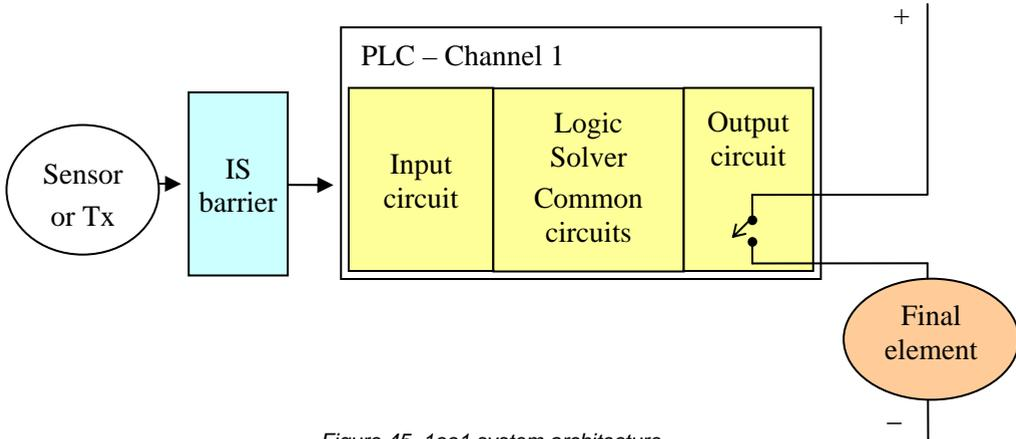 +
PLC – Channel 1
Sensor
or Tx
IS
barrier
Input
circuit
Logic
Solver
Common
circuits
Output
circuit
Final
element
–
Figure 45, 1oo1 system architecture